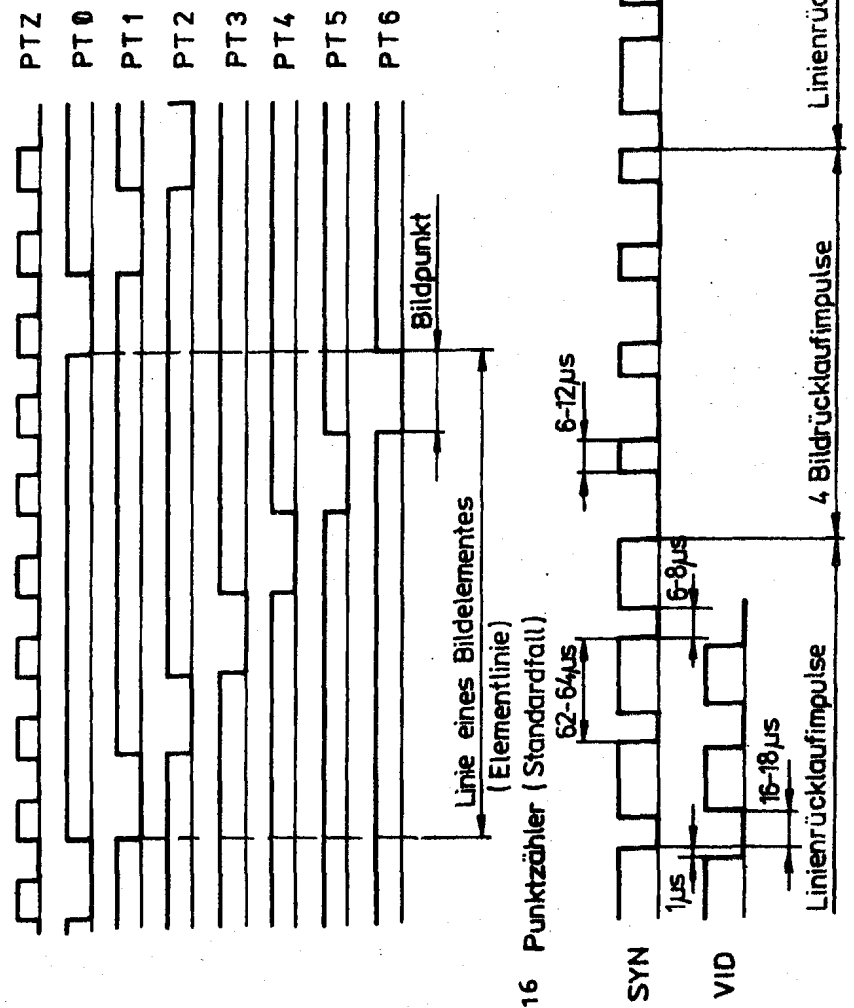 PTZ
PT0
PT1
PT2
PT3
PT4
PT5
PT6
Bildpunkt
Linie eines Bildelementes
(Elementlinie)
16 Punktzähler (Standardfall)
SYN
VID
1µs
16-18µs
62-64µs
6-8µs
6-12µs
Linienrücklaufimpulse
4 Bildrücklaufimpulse
Linienrüc